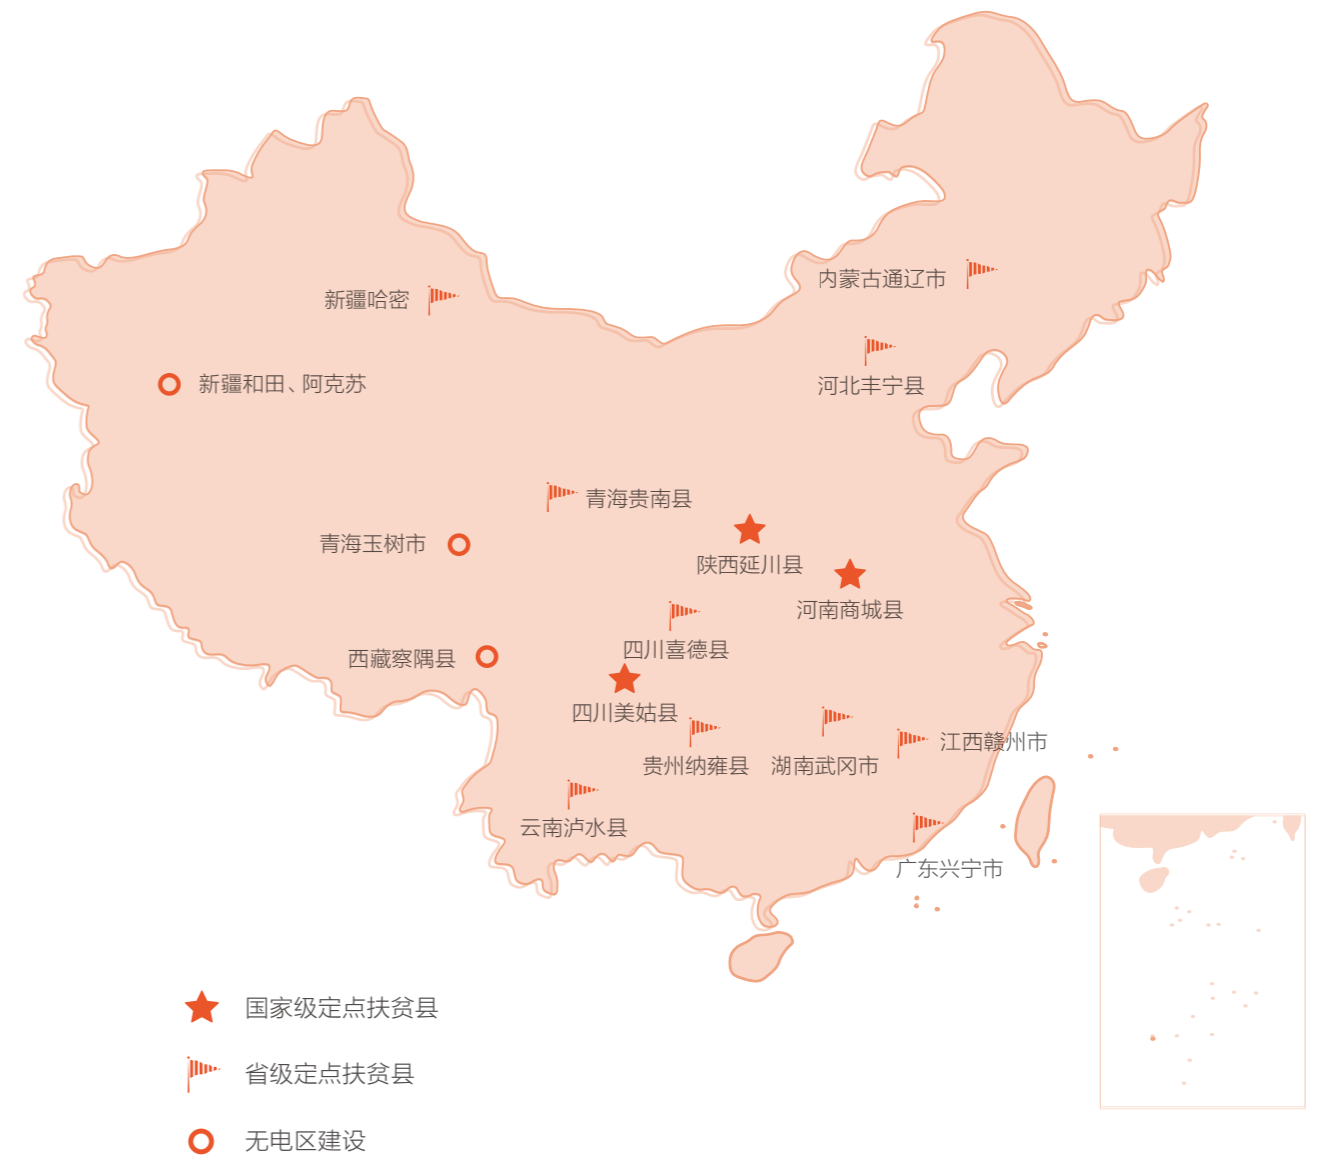 内蒙古通辽市
新疆哈密
新疆和田、阿克苏
河北丰宁县
青海贵南县
青海玉树市
陕西延川县
河南商城县
四川喜德县
西藏察隅县
四川美姑县
江西赣州市
贵州纳雍县
湖南武冈市
云南泸水县
广东兴宁市
国家级定点扶贫县
省级定点扶贫县
无电区建设